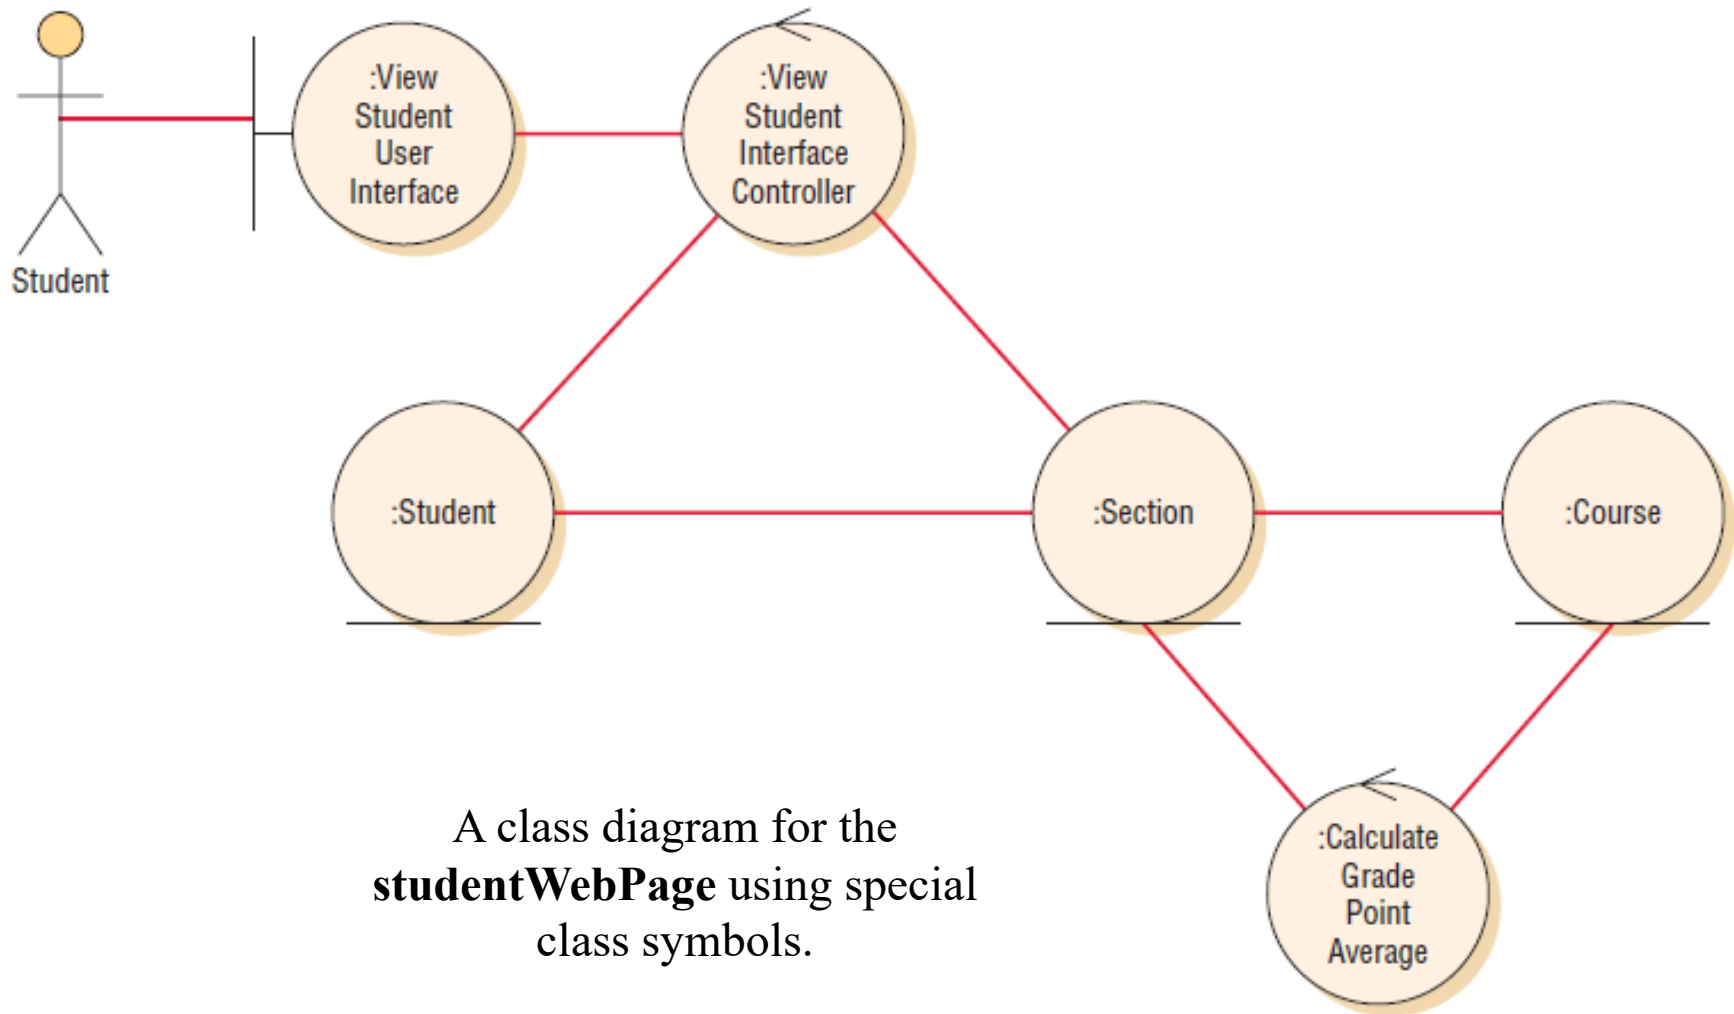 :View
Student
User
Interface
:View
Student
Interface
Controller
Student
:Student
:Section
:Course
:Calculate
Grade
Point
Average
A class diagram for the
studentWebPage using special
class symbols.